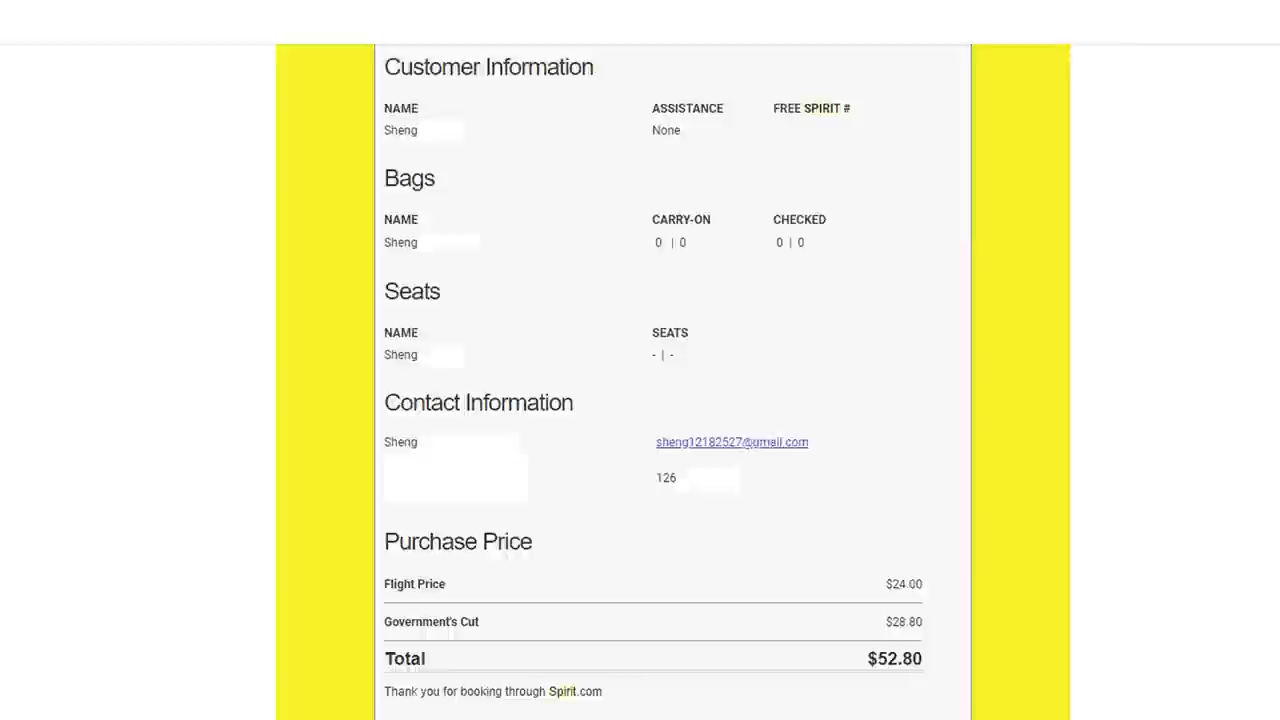 Customer Information
NAME ASSISTANCE FREE SPIRIT #
Sheng None
Bags
NAME CARRY-ON CHECKED
Sheng 0 | 0 0 | 0
Seats
NAME SEATS
Sheng - | -
Contact Information
Sheng sheng12182527@gmail.com
126
Purchase Price
Flight Price $24.00
Government's Cut $28.80
Total $52.80
Thank you for booking through Spirit.com